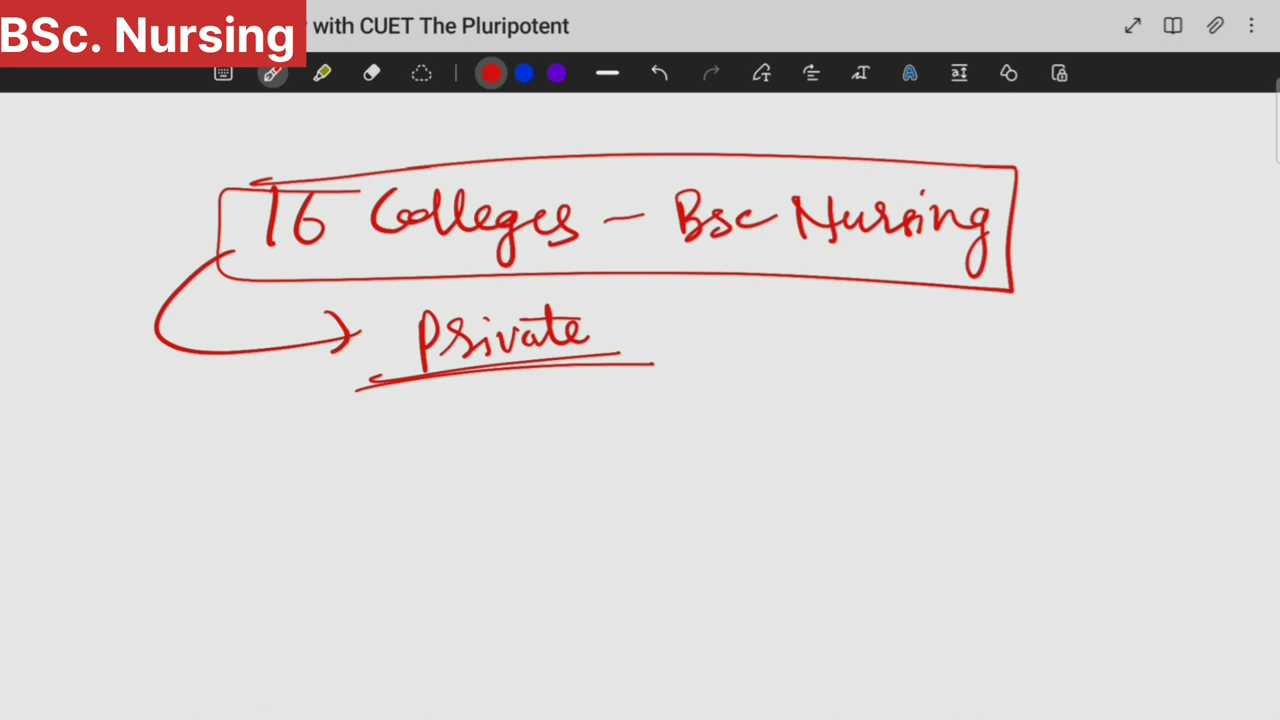 BSc. Nursing
with CUET The Pluripotent
16 Colleges - Bsc Nursing
Private